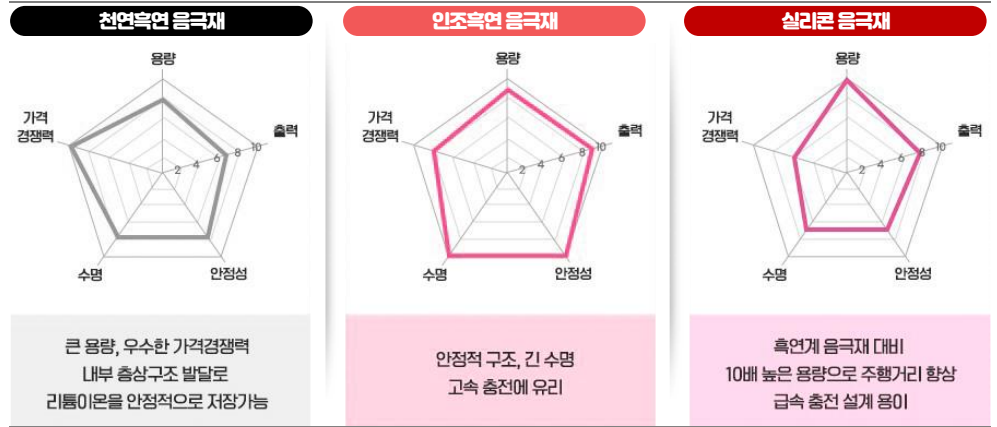 천연흑연 음극재
용량
가격
경쟁력
출력
2 4 6 8 10
수명
안정성
큰 용량, 우수한 가격경쟁력
내부 층상구조 발달로
리튬이온을 안정적으로 저장가능
인조흑연 음극재
용량
가격
경쟁력
출력
2 4 6 8 10
수명
안정성
안정적 구조, 긴 수명
고속 충전에 유리
실리콘 음극재
용량
가격
경쟁력
출력
2 4 6 8 10
수명
안정성
흑연계 음극재 대비
10배 높은 용량으로 주행거리 향상
급속 충전 설계 용이